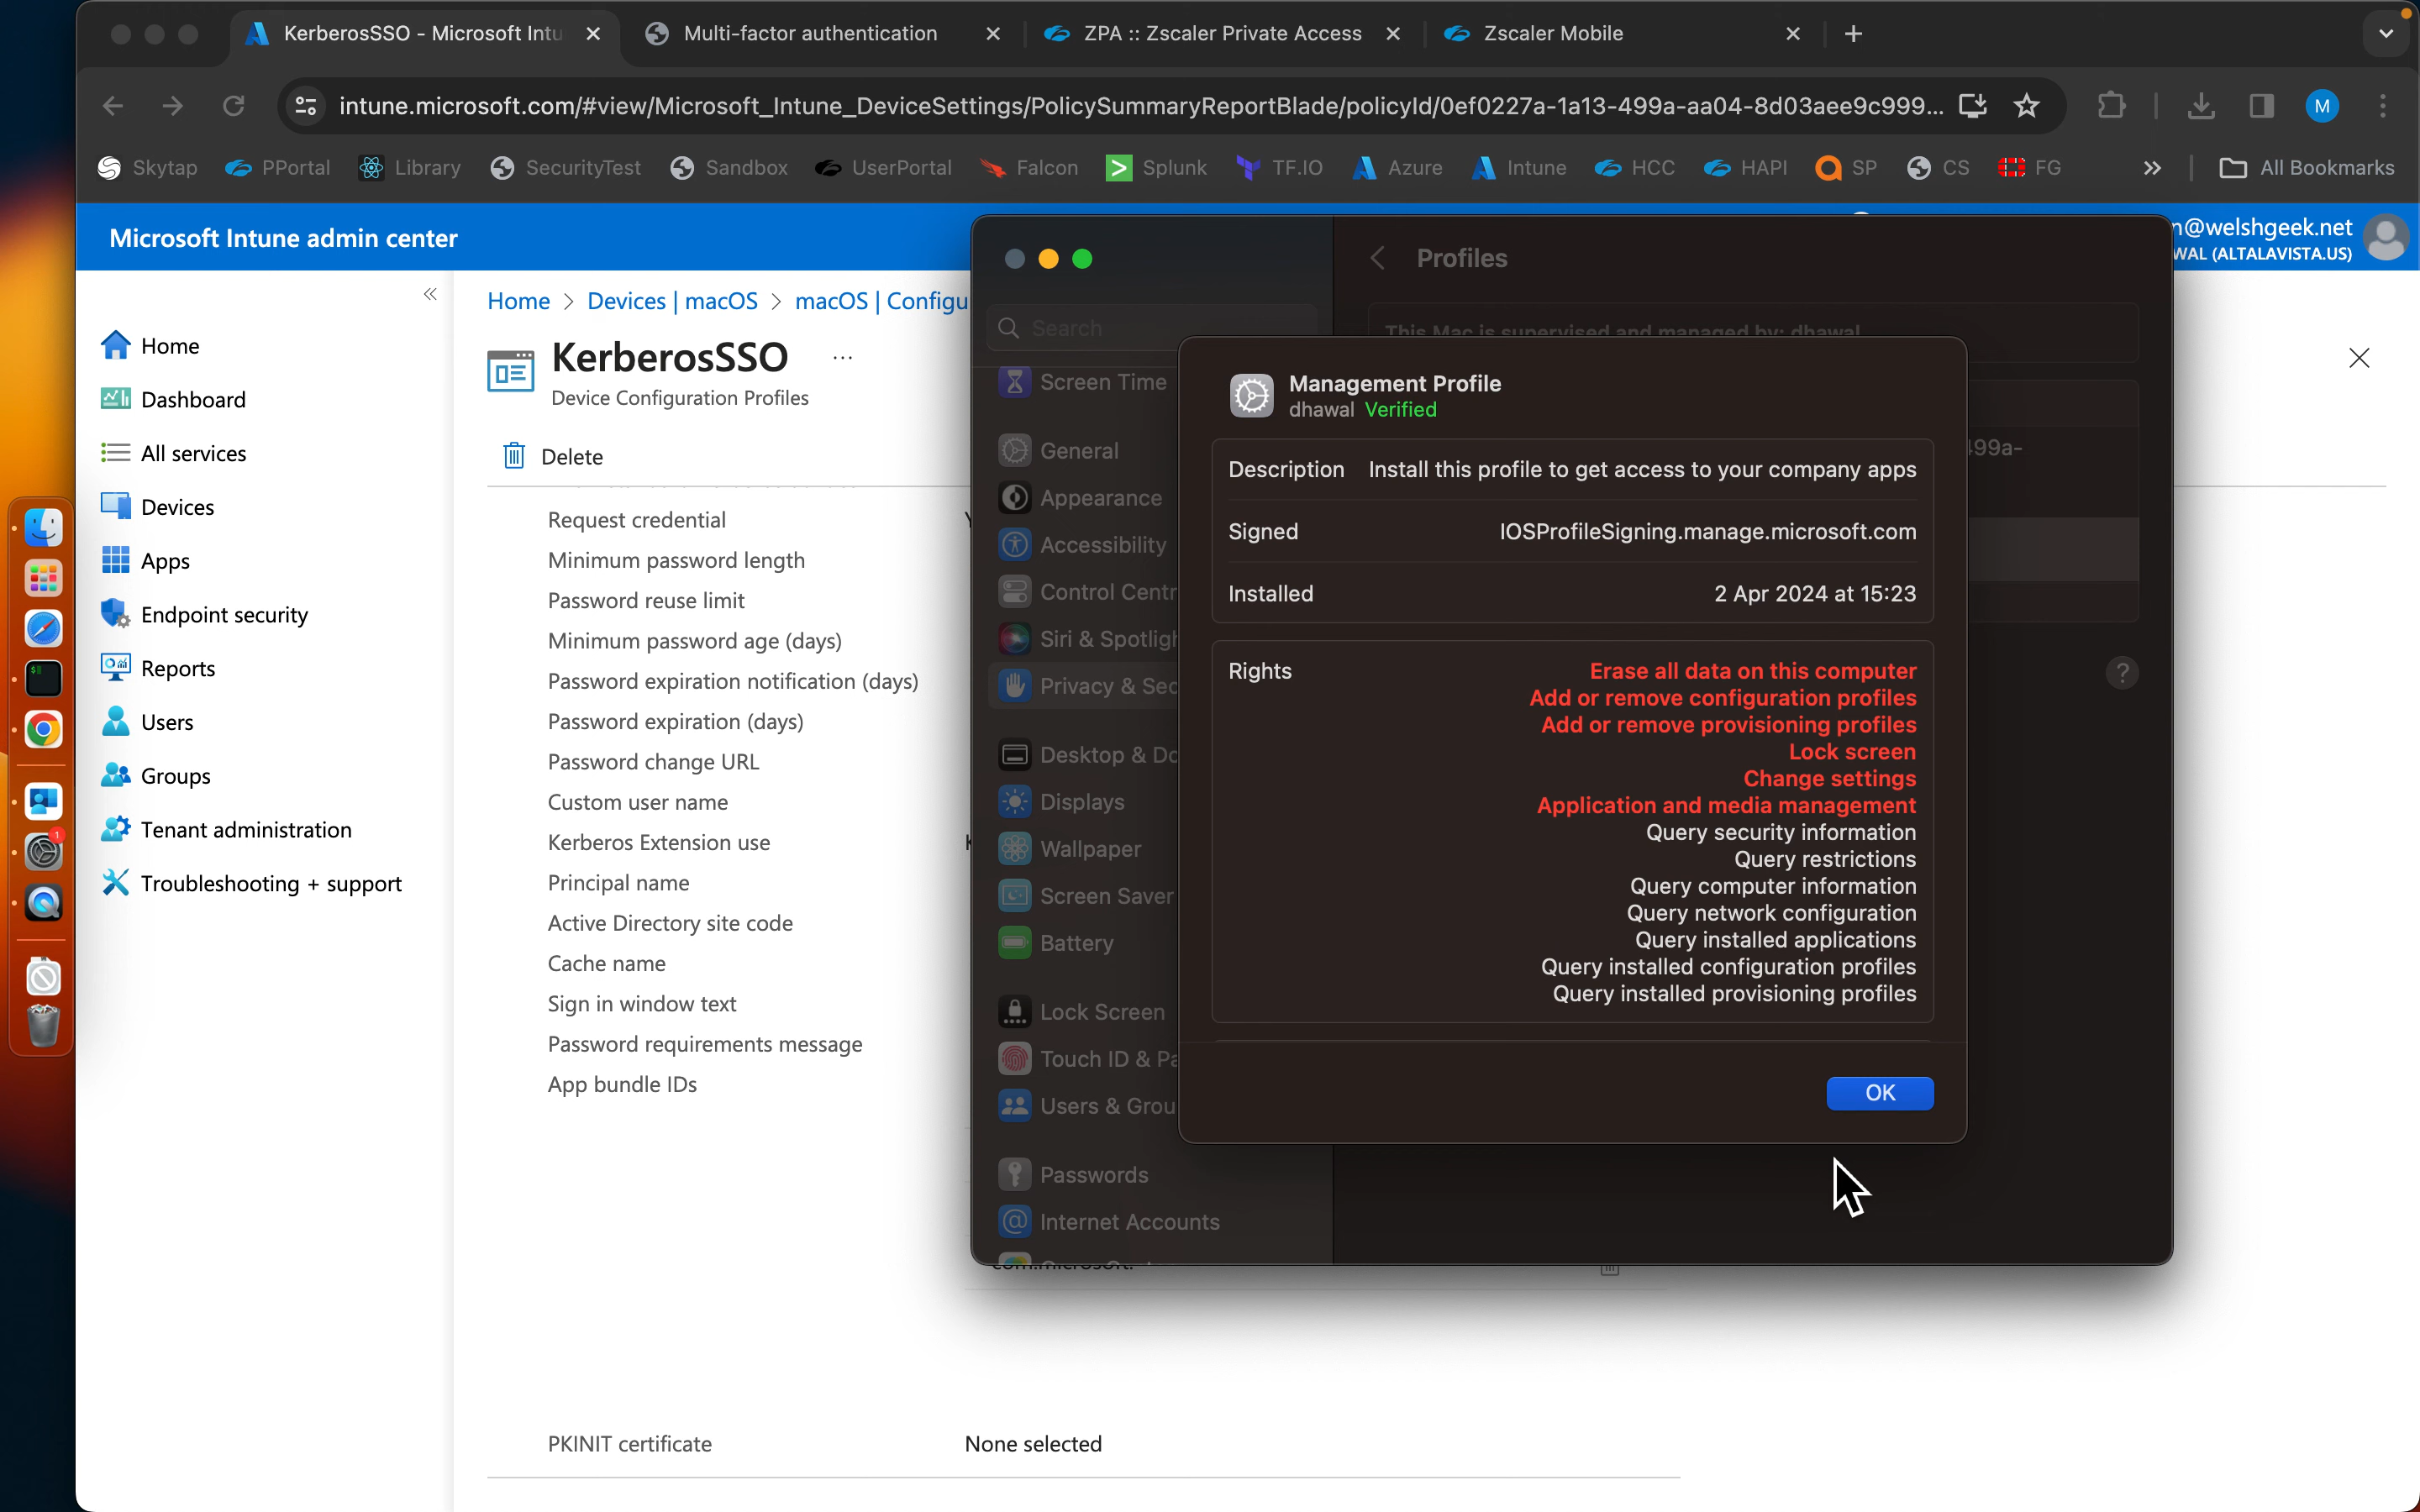 KerberosSSO - Microsoft Intu
Multi-factor authentication
ZPA :: Zscaler Private Access
Zscaler Mobile
intune.microsoft.com/#view/Microsoft_Intune_DeviceSettings/PolicySummaryReportBlade/policyId/0ef0227a-1a13-499a-aa04-8d03aee9c999...
M
Skytap
PPortal
Library
SecurityTest
Sandbox
UserPortal
Falcon
Splunk
TF.IO
Azure
Intune
HCC
HAPI
SP
CS
FG
All Bookmarks
Microsoft Intune admin center
n@welshgeek.net
WAL (ALTALAVISTA.US)
Home > Devices | macOS > macOS | Configu
KerberosSSO ...
Device Configuration Profiles
Delete
Home
Dashboard
All services
Devices
Apps
Endpoint security
Reports
Users
Groups
Tenant administration
Troubleshooting + support
Request credential
Minimum password length
Password reuse limit
Minimum password age (days)
Password expiration notification (days)
Password expiration (days)
Password change URL
Custom user name
Kerberos Extension use
Principal name
Active Directory site code
Cache name
Sign in window text
Password requirements message
App bundle IDs
PKINIT certificate
None selected
1
Search
Screen Time
General
Appearance
Accessibility
Control Centr
Siri & Spotligh
Privacy & Sec
Desktop & Do
Displays
Wallpaper
Screen Saver
Battery
Lock Screen
Touch ID & Pa
Users & Grou
Passwords
Internet Accounts
Profiles
This Mac is supervised and managed by: dhawal
499a-
?
Management Profile
dhawal Verified
Description Install this profile to get access to your company apps
Signed IOSProfileSigning.manage.microsoft.com
Installed 2 Apr 2024 at 15:23
Rights Erase all data on this computer
Add or remove configuration profiles
Add or remove provisioning profiles
Lock screen
Change settings
Application and media management
Query security information
Query restrictions
Query computer information
Query network configuration
Query installed applications
Query installed configuration profiles
Query installed provisioning profiles
OK
com.microsoft.